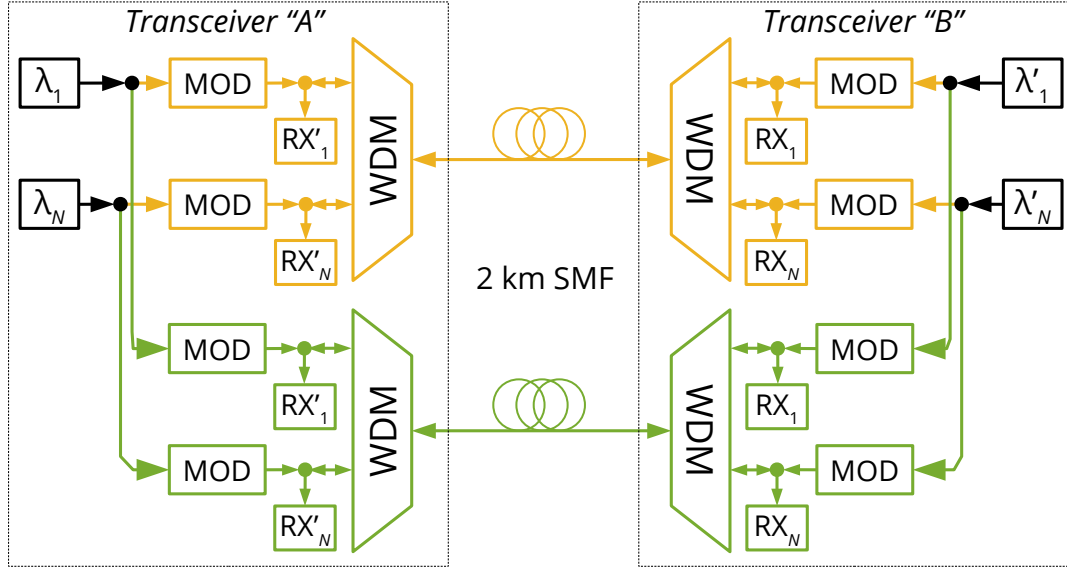 Transceiver “A”
Transceiver “B”
λ1
MOD
RX’1
WDM
WDM
RX1
MOD
λ’1
λN
MOD
RX’N
RXN
MOD
λ’N
2 km SMF
MOD
RX’1
WDM
WDM
RX1
MOD
MOD
RX’N
RXN
MOD